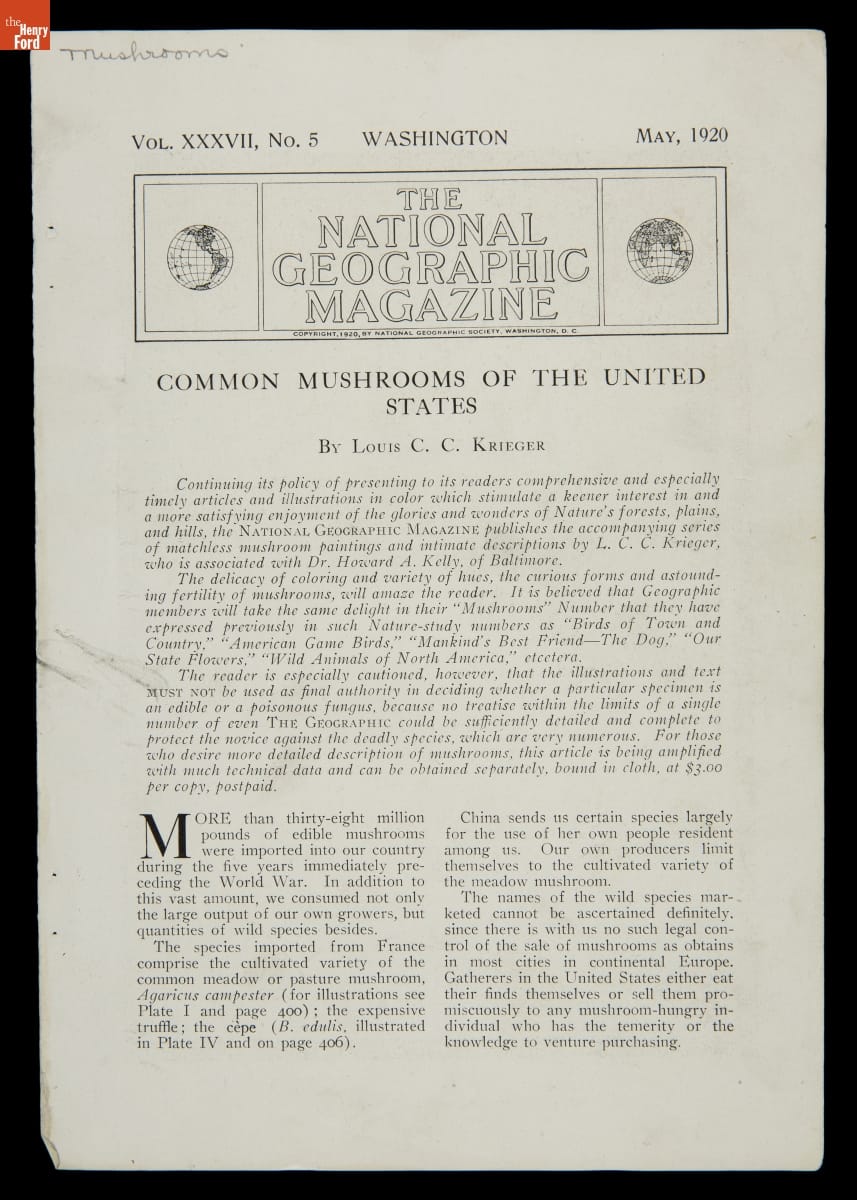 the
Henry
Ford
mushrooms
VOL. XXXVII, No. 5 WASHINGTON MAY, 1920
THE
NATIONAL
GEOGRAPHIC
MAGAZINE
COPYRIGHT, 1920, BY NATIONAL GEOGRAPHIC SOCIETY, WASHINGTON, D. C.
COMMON MUSHROOMS OF THE UNITED
STATES
BY LOUIS C. C. KRIEGER
Continuing its policy of presenting to its readers comprehensive and especially
timely articles and illustrations in color which stimulate a keener interest in and
a more satisfying enjoyment of the glories and wonders of Nature's forests, plains,
and hills, the NATIONAL GEOGRAPHIC MAGAZINE publishes the accompanying series
of matchless mushroom paintings and intimate descriptions by L. C. C. Krieger,
who is associated with Dr. Howard A. Kelly, of Baltimore.
The delicacy of coloring and variety of hues, the curious forms and astound-
ing fertility of mushrooms, will amaze the reader. It is believed that Geographic
members will take the same delight in their "Mushrooms" Number that they have
expressed previously in such Nature-study numbers as "Birds of Town and
Country," "American Game Birds," "Mankind's Best Friend—The Dog," "Our
State Flowers," "Wild Animals of North America," etcetera.
The reader is especially cautioned, however, that the illustrations and text
MUST NOT be used as final authority in deciding whether a particular specimen is
an edible or a poisonous fungus, because no treatise within the limits of a single
number of even THE GEOGRAPHIC could be sufficiently detailed and complete to
protect the novice against the deadly species, which are very numerous. For those
who desire more detailed description of mushrooms, this article is being amplified
with much technical data and can be obtained separately, bound in cloth, at $3.00
per copy, postpaid.
MORE than thirty-eight million
pounds of edible mushrooms
were imported into our country
during the five years immediately pre-
ceding the World War. In addition to
this vast amount, we consumed not only
the large output of our own growers, but
quantities of wild species besides.
The species imported from France
comprise the cultivated variety of the
common meadow or pasture mushroom,
Agaricus campester (for illustrations see
Plate I and page 400); the expensive
truffle; the cèpe (B. edulis, illustrated
in Plate IV and on page 406).
China sends us certain species largely
for the use of her own people resident
among us. Our own producers limit
themselves to the cultivated variety of
the meadow mushroom.
The names of the wild species mar-
keted cannot be ascertained definitely,
since there is with us no such legal con-
trol of the sale of mushrooms as obtains
in most cities in continental Europe.
Gatherers in the United States either eat
their finds themselves or sell them pro-
miscuously to any mushroom-hungry in-
dividual who has the temerity or the
knowledge to venture purchasing.